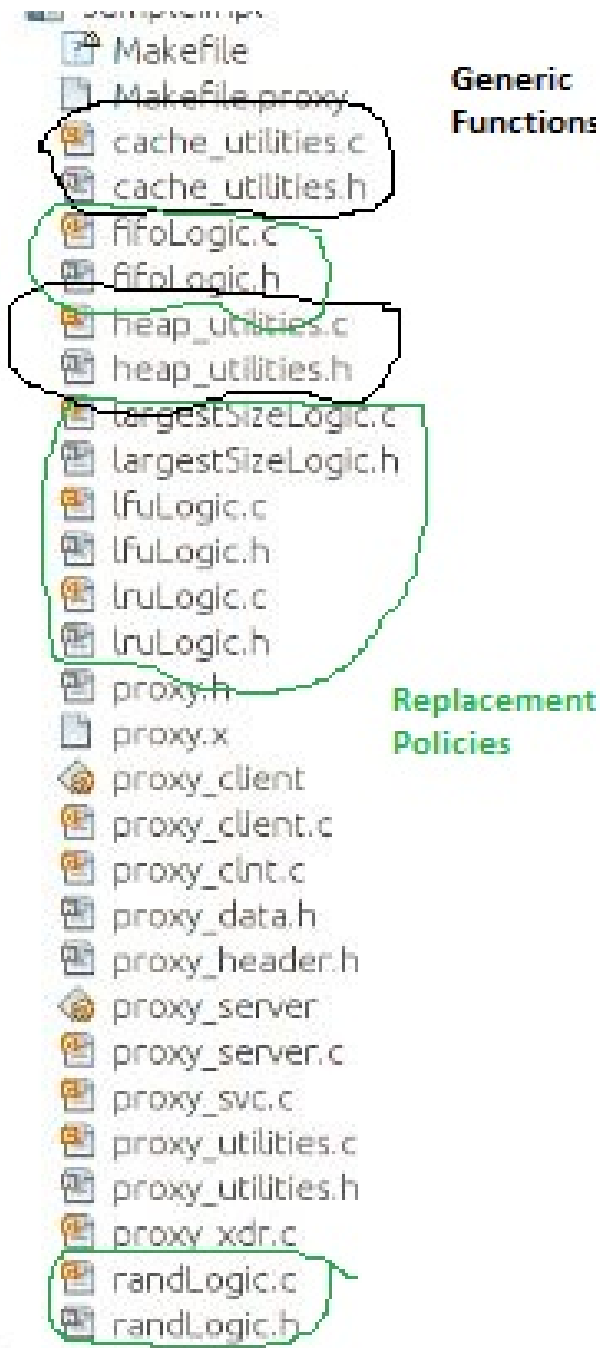 Makefile
Makefile.proxy
Generic
Functions
cache_utilities.c
cache_utilities.h
fifoLogic.c
fifoLogic.h
heap_utilities.c
heap_utilities.h
largestSizeLogic.c
largestSizeLogic.h
lfuLogic.c
lfuLogic.h
lruLogic.c
lruLogic.h
proxy.h
Replacement
Policies
proxy.x
proxy_client
proxy_client.c
proxy_clnt.c
proxy_data.h
proxy_header.h
proxy_server
proxy_server.c
proxy_svc.c
proxy_utilities.c
proxy_utilities.h
proxy_xdr.c
randLogic.c
randLogic.h